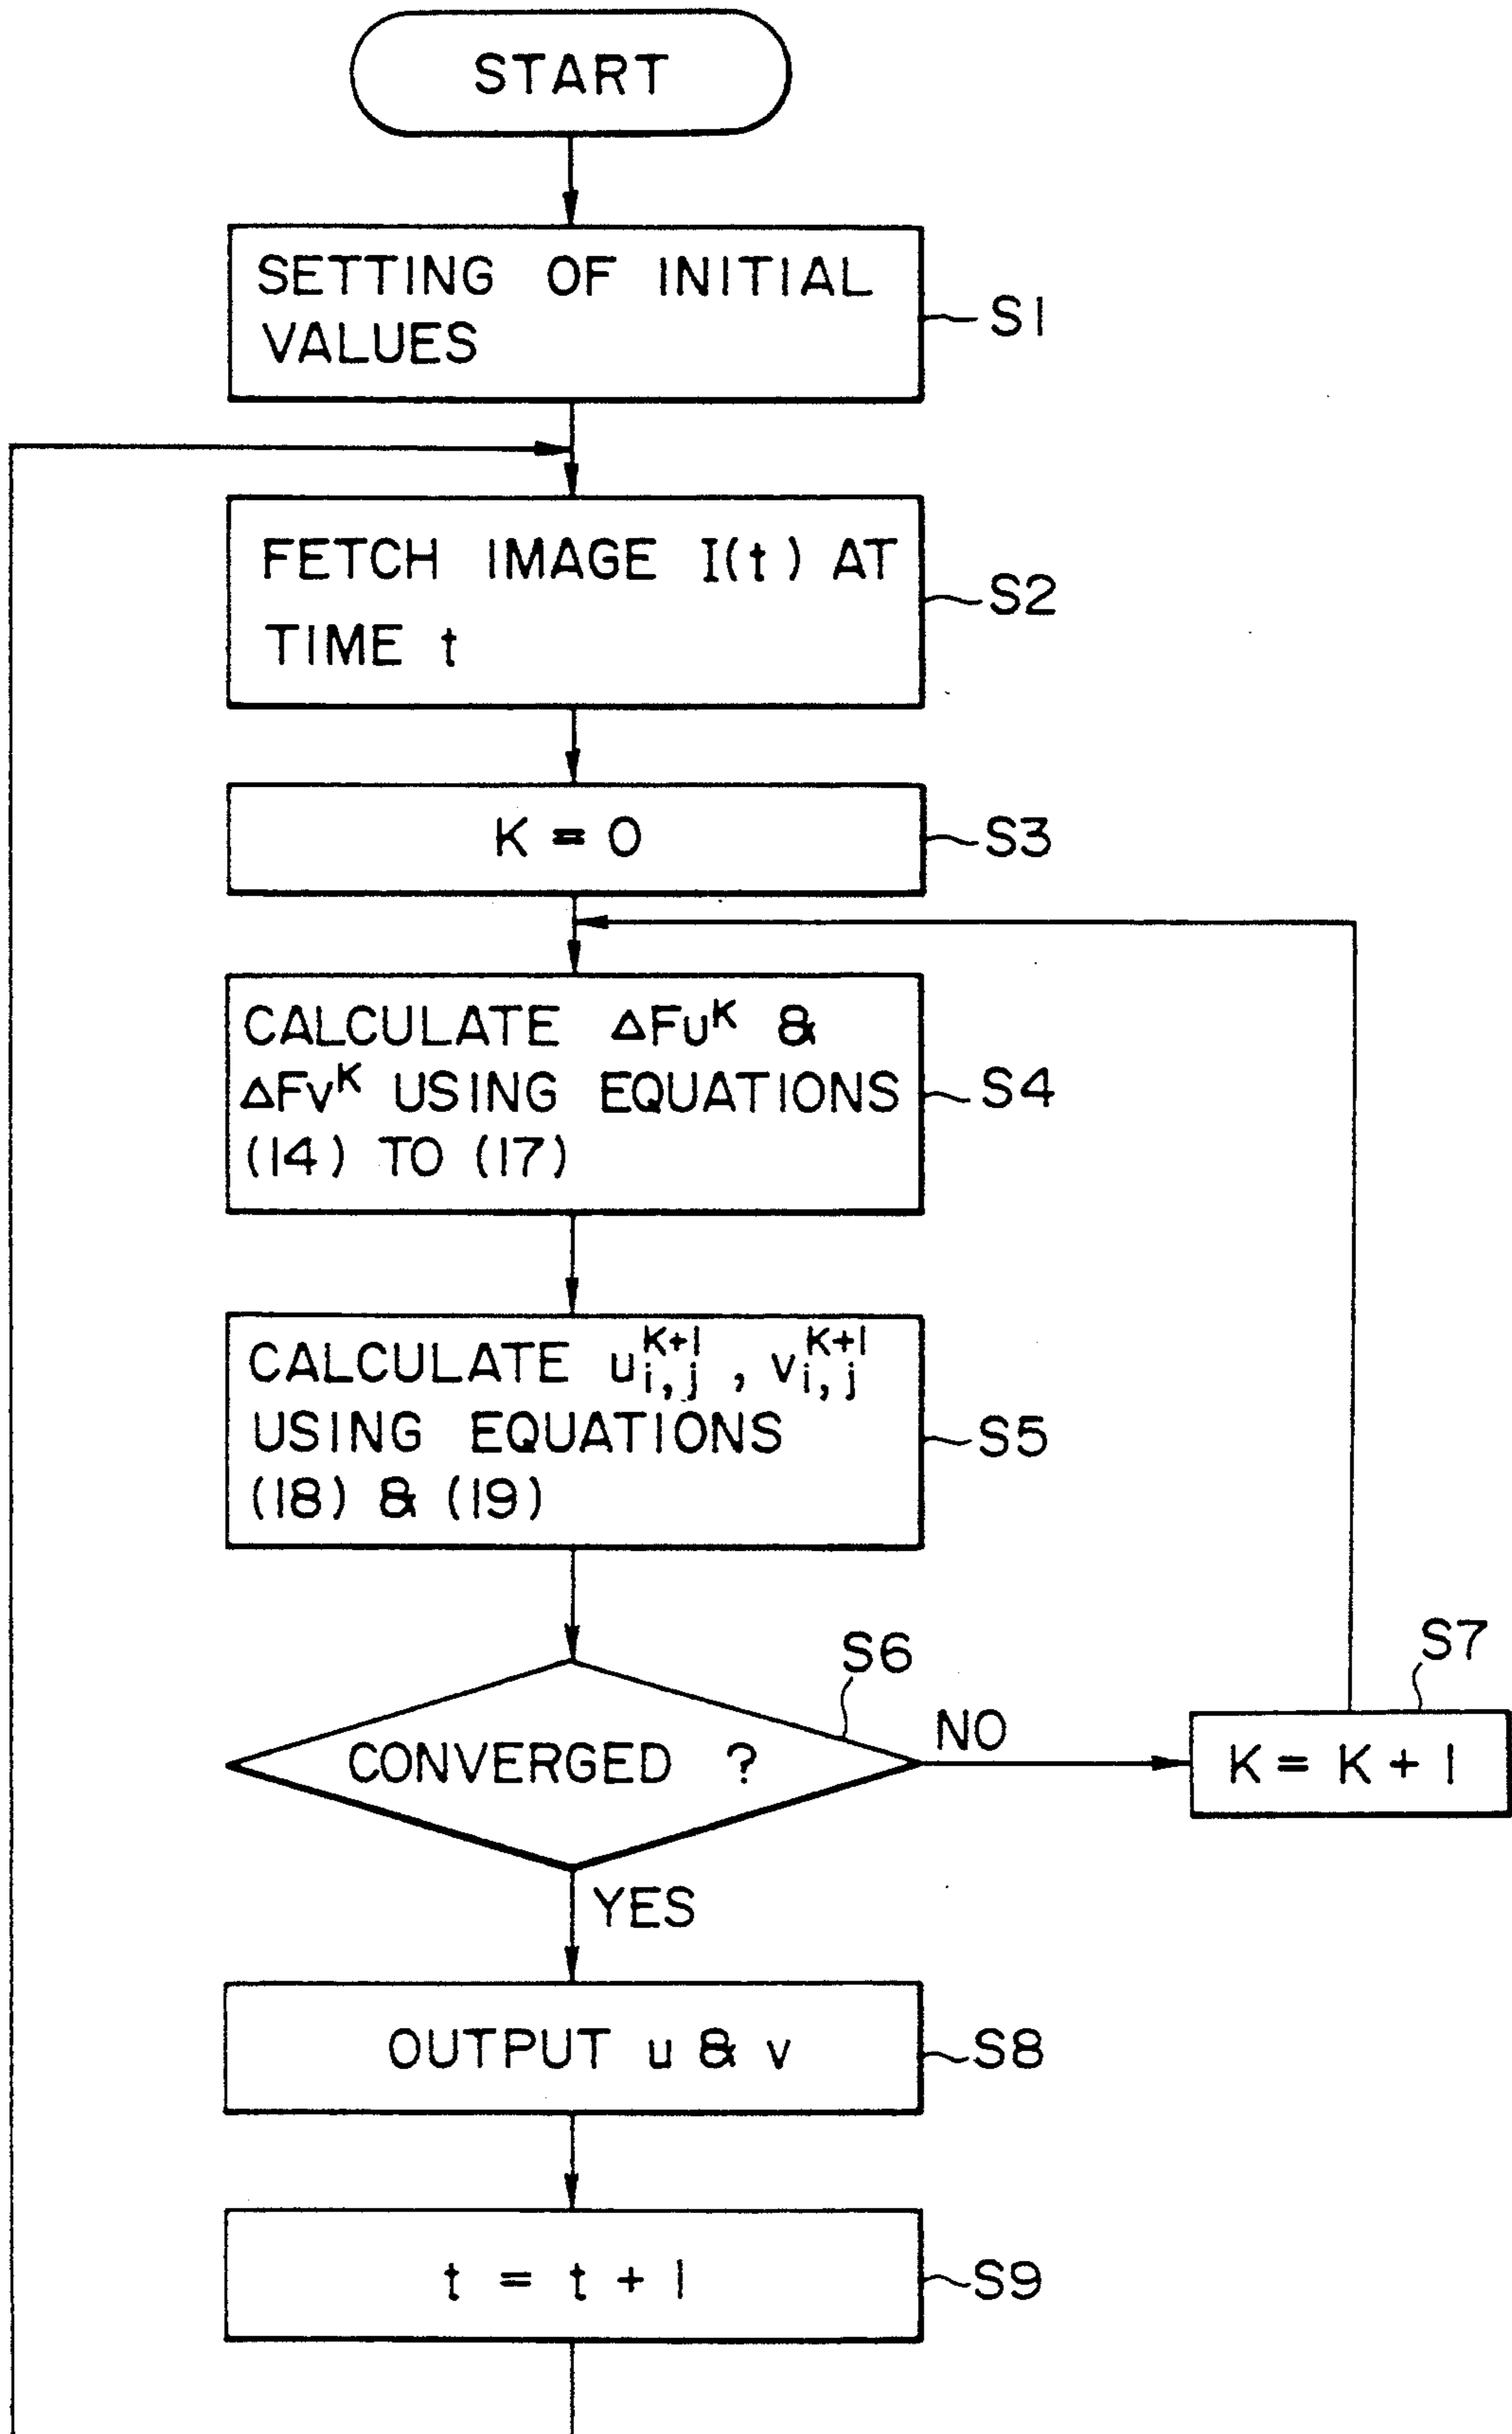 START
SETTING OF INITIAL
VALUES
S1
FETCH IMAGE I(t) AT
TIME t
S2
K = 0
S3
CALCULATE ΔFu^K &
ΔFv^K USING EQUATIONS
(14) TO (17)
S4
CALCULATE u_{i,j}^{K+1}, v_{i,j}^{K+1}
USING EQUATIONS
(18) & (19)
S5
S6
CONVERGED ?
NO
S7
K = K + 1
YES
OUTPUT u & v
S8
t = t + 1
S9